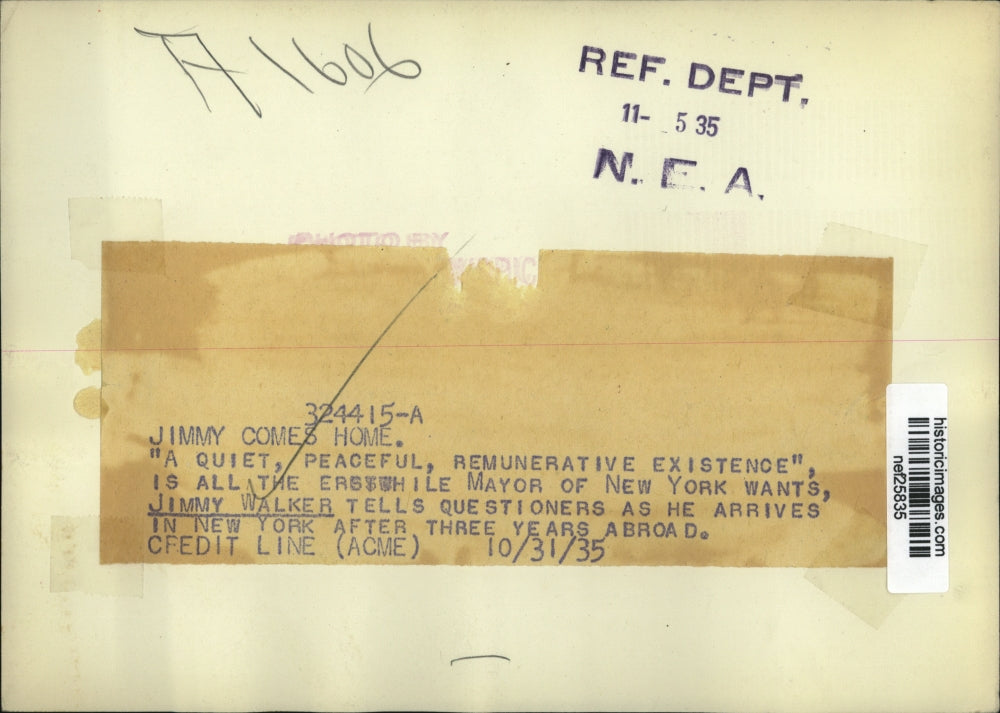 TA 1606
REF. DEPT.
11- 5 35
N. E. A.
324415-A
JIMMY COMES HOME.
"A QUIET, PEACEFUL, REMUNERATIVE EXISTENCE",
IS ALL THE ERSTWHILE MAYOR OF NEW YORK WANTS,
JIMMY WALKER TELLS QUESTIONERS AS HE ARRIVES
IN NEW YORK AFTER THREE YEARS ABROAD.
CREDIT LINE (ACME) 10/31/35
historicimages.com
nef25835